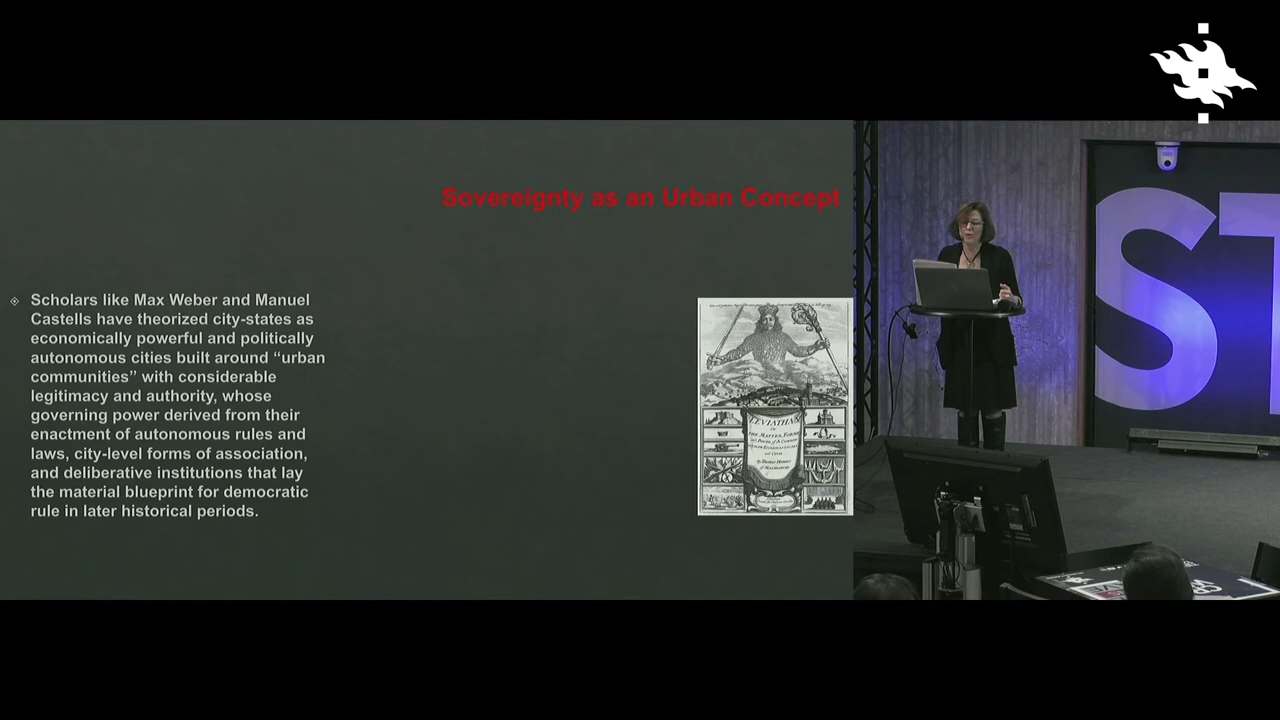 Sovereignty as an Urban Concept
Scholars like Max Weber and Manuel
Castells have theorized city-states as
economically powerful and politically
autonomous cities built around “urban
communities” with considerable
legitimacy and authority, whose
governing power derived from their
enactment of autonomous rules and
laws, city-level forms of association,
and deliberative institutions that lay
the material blueprint for democratic
rule in later historical periods.
LEVIATHAN
ST